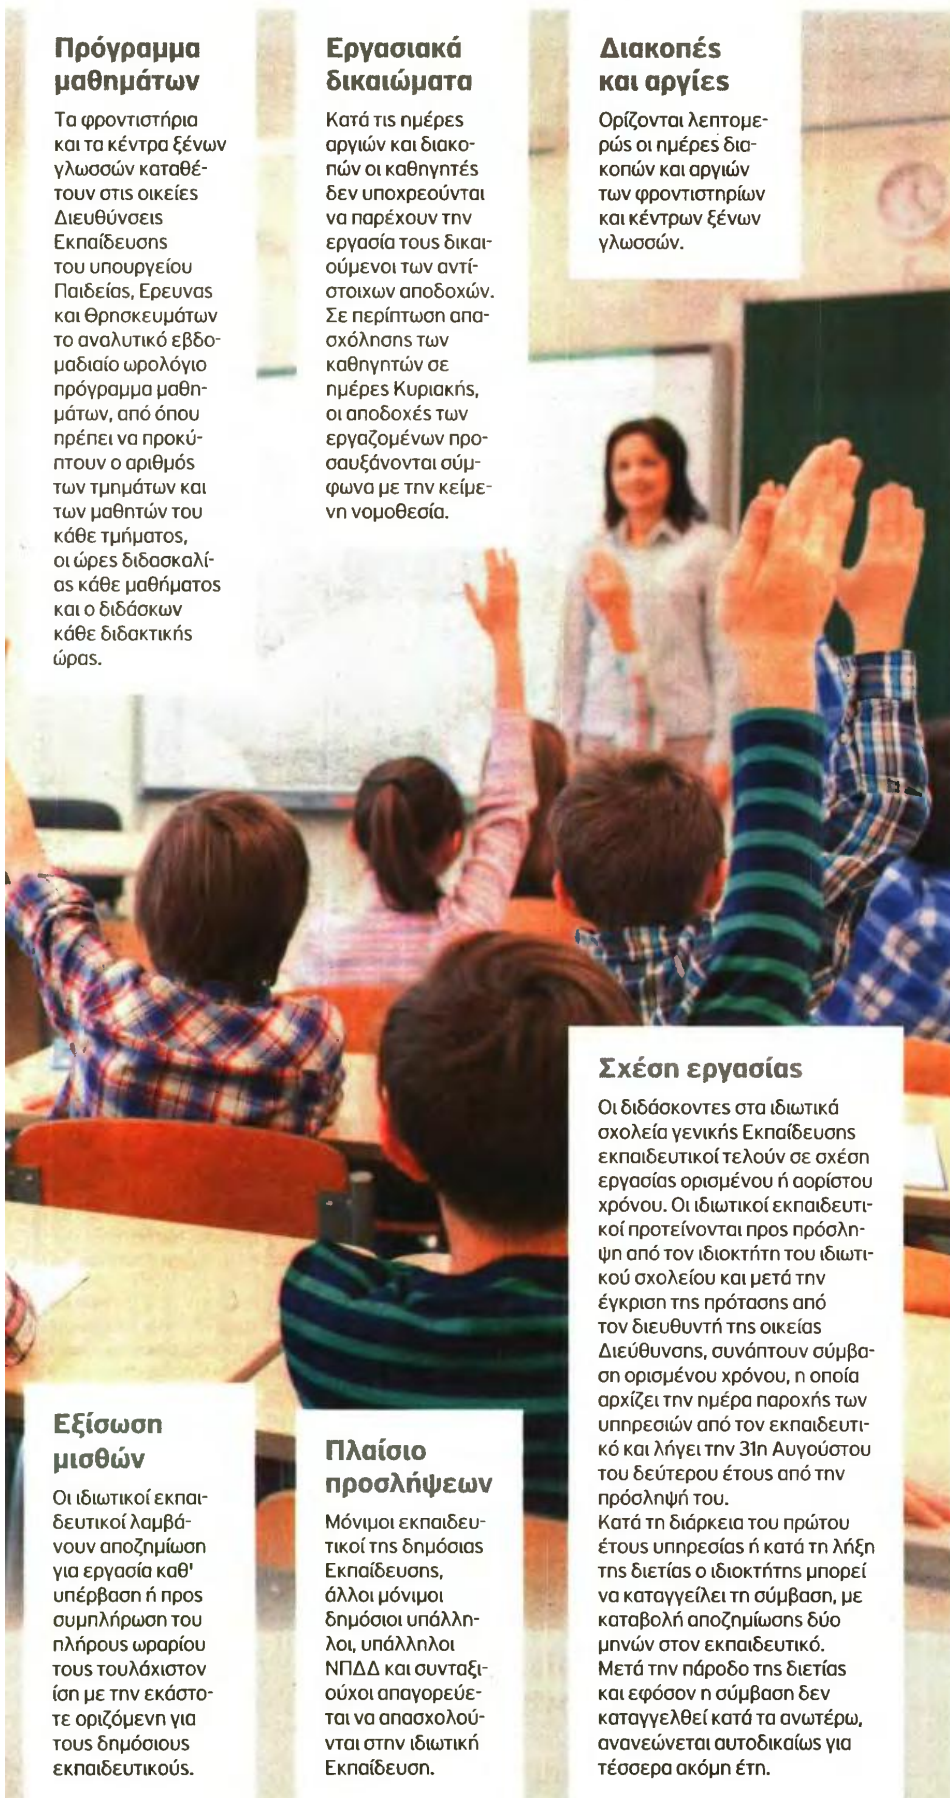 Πρόγραμμα
μαθημάτων
Τα φροντιστήρια
και τα κέντρα ξένων
γλωσσών καταθέ-
τουν στις οικείες
Διευθύνσεις
Εκπαίδευσης
του υπουργείου
Παιδείας, Ερευνας
και Θρησκευμάτων
το αναλυτικό εβδο-
μαδιαίο ωρολόγιο
πρόγραμμα μαθη-
μάτων, από όπου
πρέπει να προκύ-
πτουν ο αριθμός
των τμημάτων και
των μαθητών του
κάθε τμήματος,
οι ώρες διδασκαλί-
ας κάθε μαθήματος
και ο διδάσκων
κάθε διδακτικής
ώρας.
Εργασιακά
δικαιώματα
Κατά τις ημέρες
αργιών και διακο-
πών οι καθηγητές
δεν υποχρεούνται
να παρέχουν την
εργασία τους δικαι-
ούμενοι των αντί-
στοιχων αποδοχών.
Σε περίπτωση απα-
σχόλησης των
καθηγητών σε
ημέρες Κυριακής,
οι αποδοχές των
εργαζομένων προ-
σαυξάνονται σύμ-
φωνα με την κείμε-
νη νομοθεσία.
Διακοπές
και αργίες
Ορίζονται λεπτομε-
ρώς οι ημέρες δια-
κοπών και αργιών
των φροντιστηρίων
και κέντρων ξένων
γλωσσών.
Εξίσωση
μισθών
Οι ιδιωτικοί εκπαι-
δευτικοί λαμβά-
νουν αποζημίωση
για εργασία καθ'
υπέρβαση ή προς
συμπλήρωση του
πλήρους ωραρίου
τους τουλάχιστον
ίση με την εκάστο-
τε οριζόμενη για
τους δημόσιους
εκπαιδευτικούς.
Πλαίσιο
προσλήψεων
Μόνιμοι εκπαιδευ-
τικοί της δημόσιας
Εκπαίδευσης,
άλλοι μόνιμοι
δημόσιοι υπάλλη-
λοι, υπάλληλοι
ΝΠΔΔ και συνταξι-
ούχοι απαγορεύε-
ται να απασχολού-
νται στην ιδιωτική
Εκπαίδευση.
Σχέση εργασίας
Οι διδάσκοντες στα ιδιωτικά
σχολεία γενικής Εκπαίδευσης
εκπαιδευτικοί τελούν σε σχέση
εργασίας ορισμένου ή αορίστου
χρόνου. Οι ιδιωτικοί εκπαιδευτι-
κοί προτείνονται προς πρόσλη-
ψη από τον ιδιοκτήτη του ιδιωτι-
κού σχολείου και μετά την
έγκριση της πρότασης από
τον διευθυντή της οικείας
Διεύθυνσης, συνάπτουν σύμβα-
ση ορισμένου χρόνου, η οποία
αρχίζει την ημέρα παροχής των
υπηρεσιών από τον εκπαιδευτι-
κό και λήγει την 31η Αυγούστου
του δεύτερου έτους από την
πρόσληψή του.
Κατά τη διάρκεια του πρώτου
έτους υπηρεσίας ή κατά τη λήξη
της διετίας ο ιδιοκτήτης μπορεί
να καταγγείλει τη σύμβαση, με
καταβολή αποζημίωσης δύο
μηνών στον εκπαιδευτικό.
Μετά την πάροδο της διετίας
και εφόσον η σύμβαση δεν
καταγγελθεί κατά τα ανωτέρω,
ανανεώνεται αυτοδικαίως για
τέσσερα ακόμη έτη.